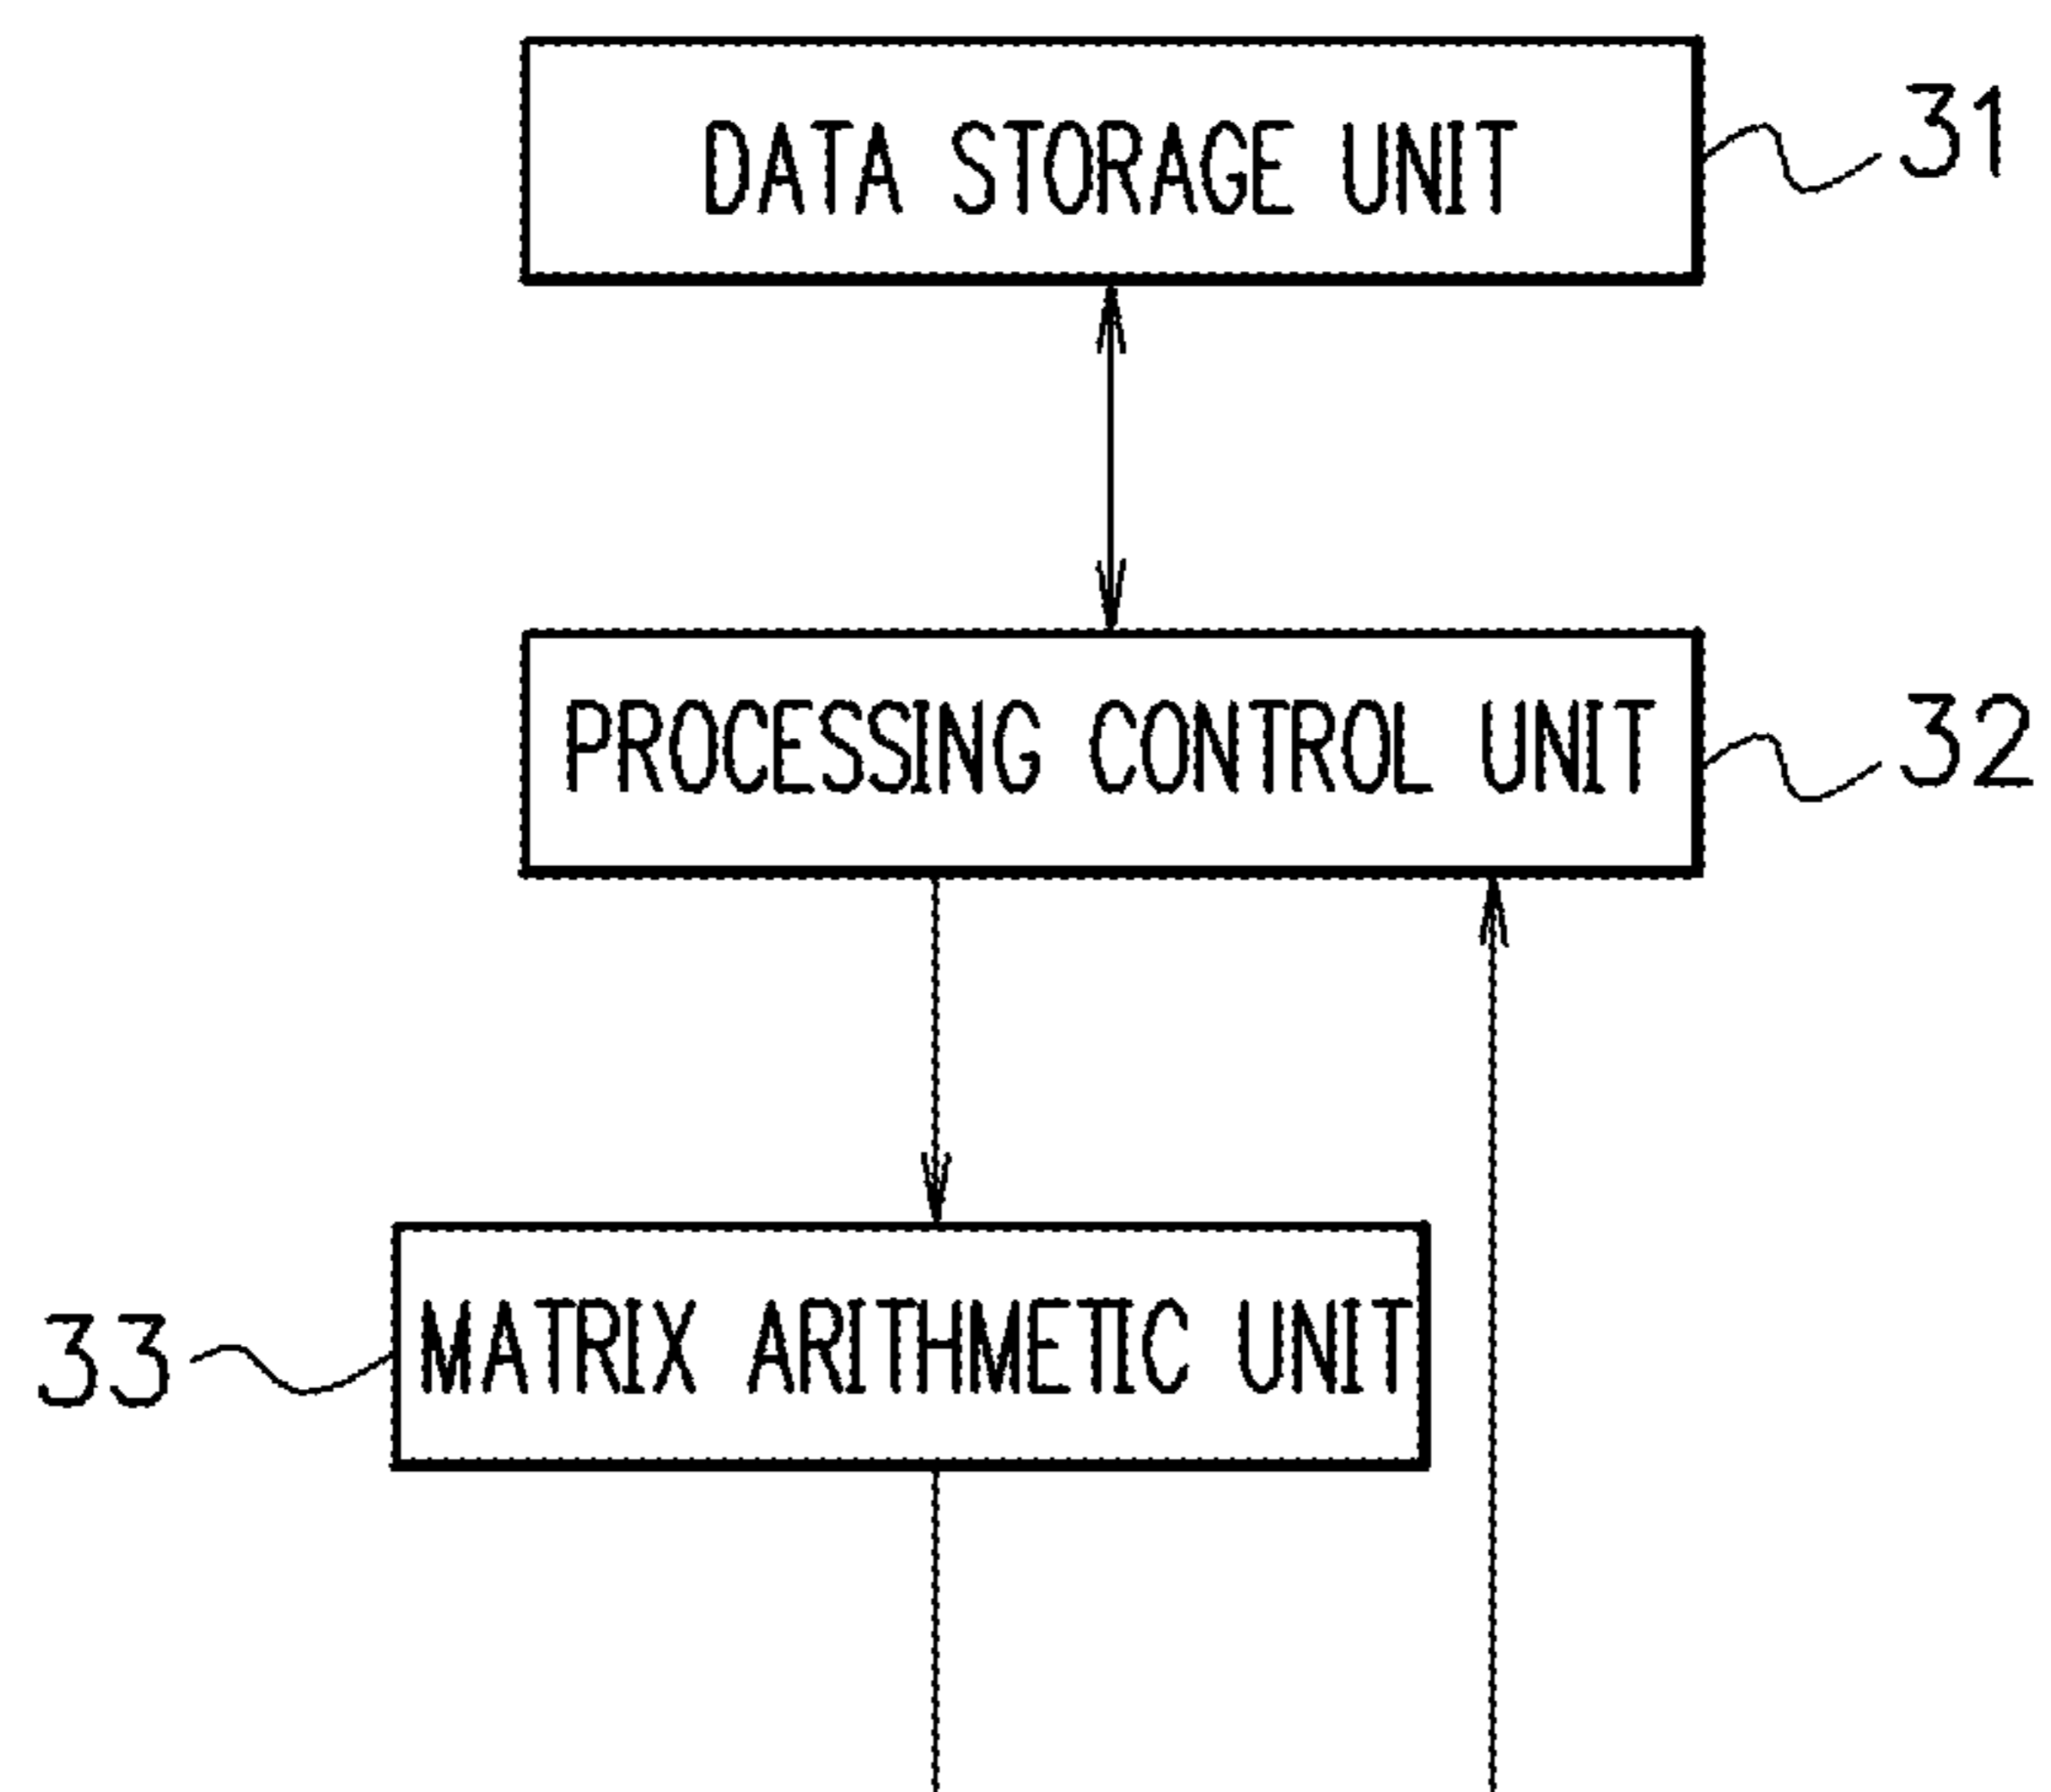 DATA STORAGE UNIT
31
PROCESSING CONTROL UNIT
32
MATRIX ARITHMETIC UNIT
33